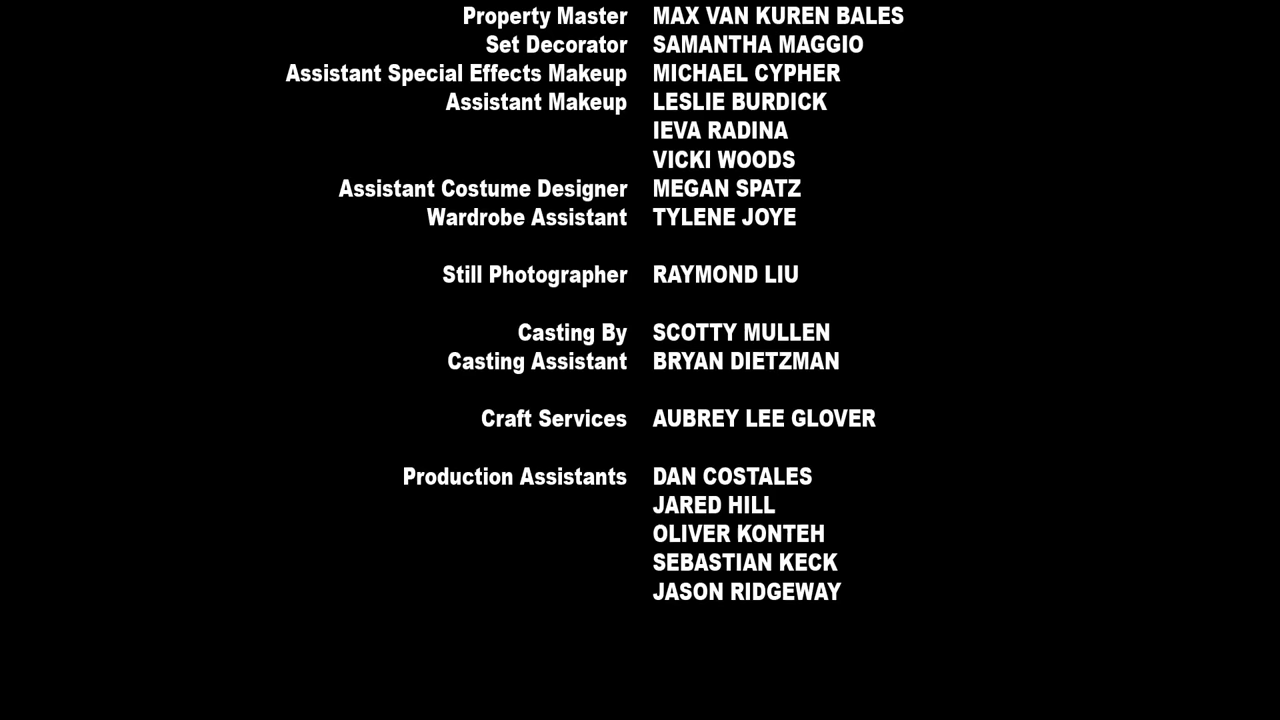 Property Master MAX VAN KUREN BALES
Set Decorator SAMANTHA MAGGIO
Assistant Special Effects Makeup MICHAEL CYPHER
Assistant Makeup LESLIE BURDICK
IEVA RADINA
VICKI WOODS
Assistant Costume Designer MEGAN SPATZ
Wardrobe Assistant TYLENE JOYE
Still Photographer RAYMOND LIU
Casting By SCOTTY MULLEN
Casting Assistant BRYAN DIETZMAN
Craft Services AUBREY LEE GLOVER
Production Assistants DAN COSTALES
JARED HILL
OLIVER KONTEH
SEBASTIAN KECK
JASON RIDGEWAY